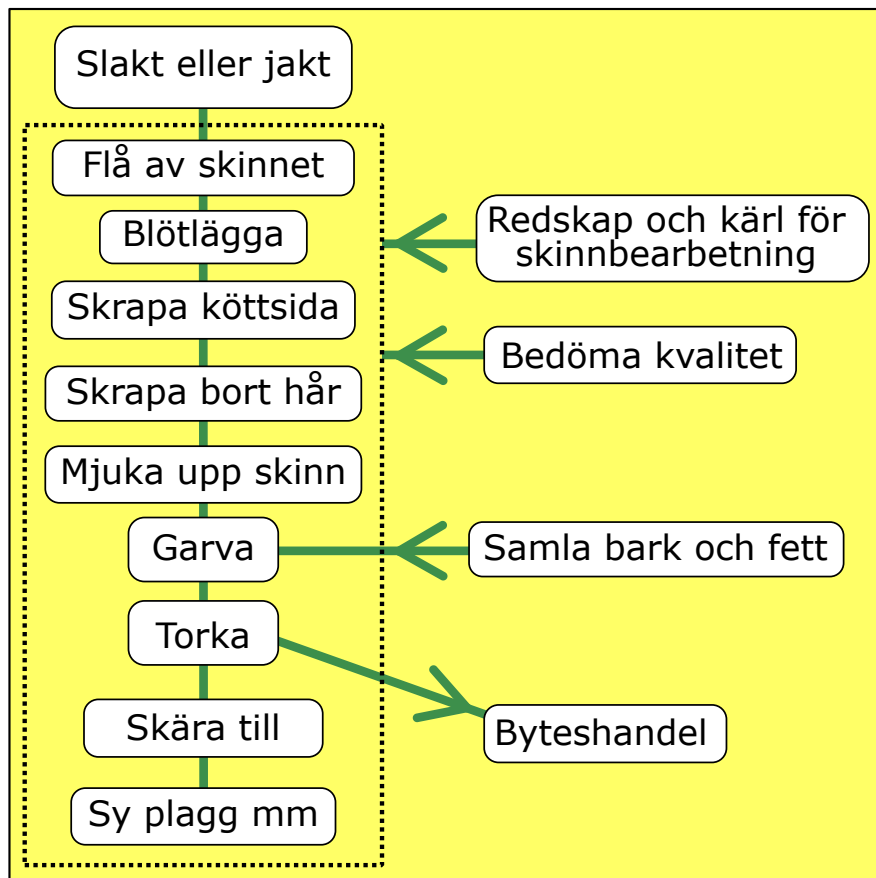 Slakt eller jakt
Flå av skinnet
Blötlägga
Skrapa köttsida
Skrapa bort hår
Mjuka upp skinn
Garva
Torka
Skära till
Sy plagg mm
Redskap och kärl för
skinnbearbetning
Bedöma kvalitet
Samla bark och fett
Byteshandel